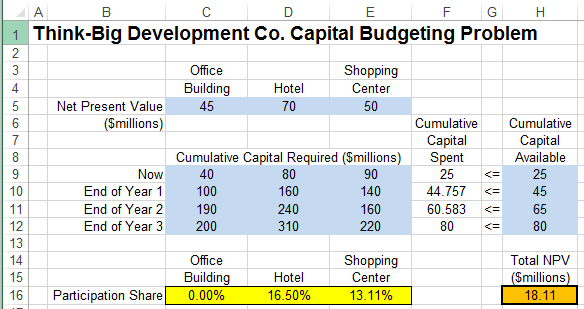 A B C D E F G H
1 Think-Big Development Co. Capital Budgeting Problem
2
3 Office Shopping
4 Building Hotel Center
5 Net Present Value 45 70 50
6 ($millions) Cumulative Cumulative
7 Capital Capital
8 Cumulative Capital Required ($millions) Spent Available
9 Now 40 80 90 25 <= 25
10 End of Year 1 100 160 140 44.757 <= 45
11 End of Year 2 190 240 160 60.583 <= 65
12 End of Year 3 200 310 220 80 <= 80
13
14 Office Shopping Total NPV
15 Building Hotel Center ($millions)
16 Participation Share 0.00% 16.50% 13.11% 18.11